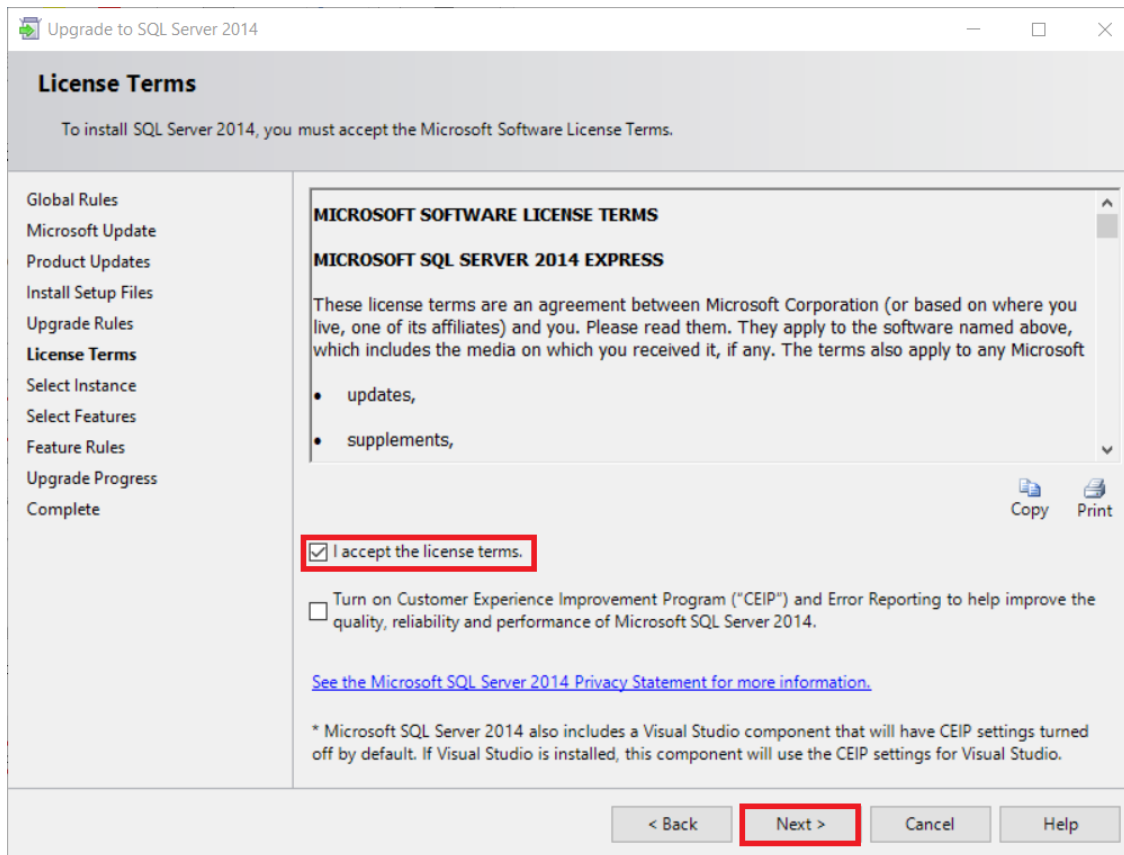 Upgrade to SQL Server 2014
License Terms
To install SQL Server 2014, you must accept the Microsoft Software License Terms.
Global Rules
Microsoft Update
Product Updates
Install Setup Files
Upgrade Rules
License Terms
Select Instance
Select Features
Feature Rules
Upgrade Progress
Complete
MICROSOFT SOFTWARE LICENSE TERMS
MICROSOFT SQL SERVER 2014 EXPRESS
These license terms are an agreement between Microsoft Corporation (or based on where you
live, one of its affiliates) and you. Please read them. They apply to the software named above,
which includes the media on which you received it, if any. The terms also apply to any Microsoft
• updates,
• supplements,
Copy Print
I accept the license terms.
Turn on Customer Experience Improvement Program ("CEIP") and Error Reporting to help improve the
quality, reliability and performance of Microsoft SQL Server 2014.
See the Microsoft SQL Server 2014 Privacy Statement for more information.
* Microsoft SQL Server 2014 also includes a Visual Studio component that will have CEIP settings turned
off by default. If Visual Studio is installed, this component will use the CEIP settings for Visual Studio.
< Back Next > Cancel Help